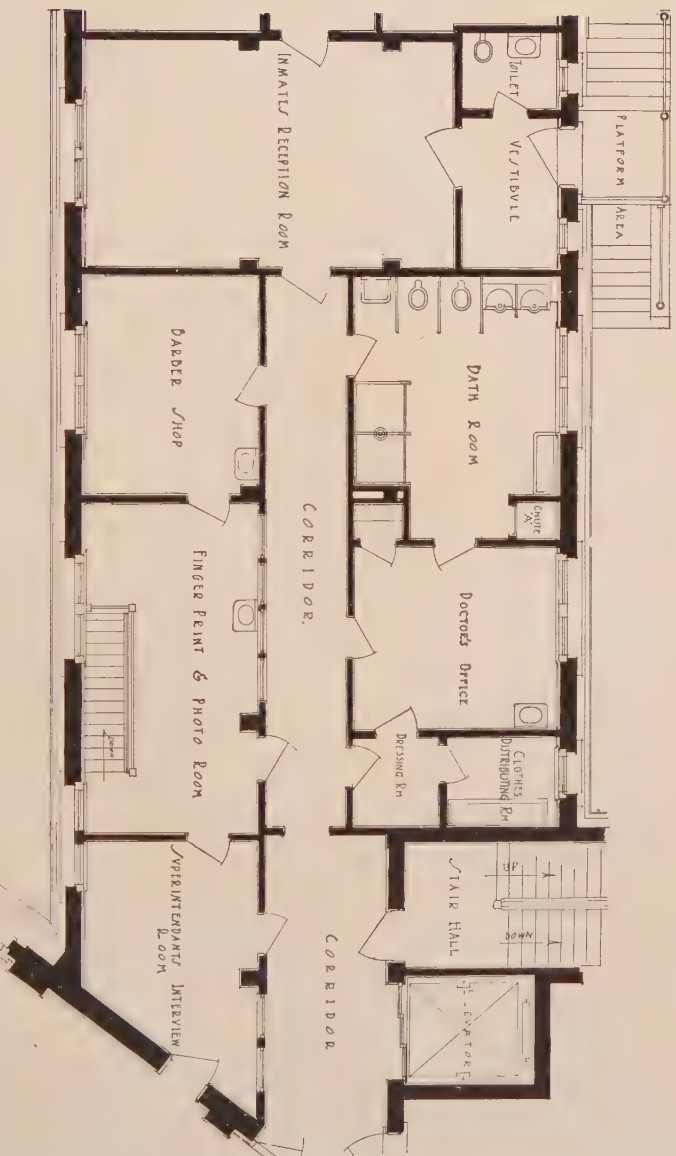 PLATFORM
AREA
TOILET
VESTIBULE
INMATES RECEPTION ROOM
BATH ROOM
CHUTE
"A"
BARBER SHOP
CORRIDOR.
DOCTOR'S OFFICE
FINGER PRINT & PHOTO ROOM
DOWN
DRESSING RM
CLOTHES
DISTRIBUTING RM
UP
DOWN
STAIR HALL
SUPERINTENDANTS INTERVIEW
ROOM
CORRIDOR
ELEVATOR